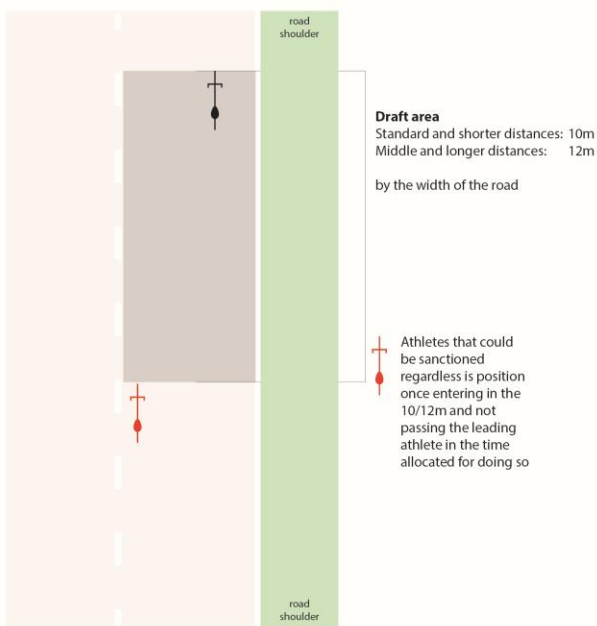 road
shoulder
Draft area
Standard and shorter distances: 10m
Middle and longer distances: 12m
by the width of the road
Athletes that could
be sanctioned
regardless is position
once entering in the
10/12m and not
passing the leading
athlete in the time
allocated for doing so
road
shoulder